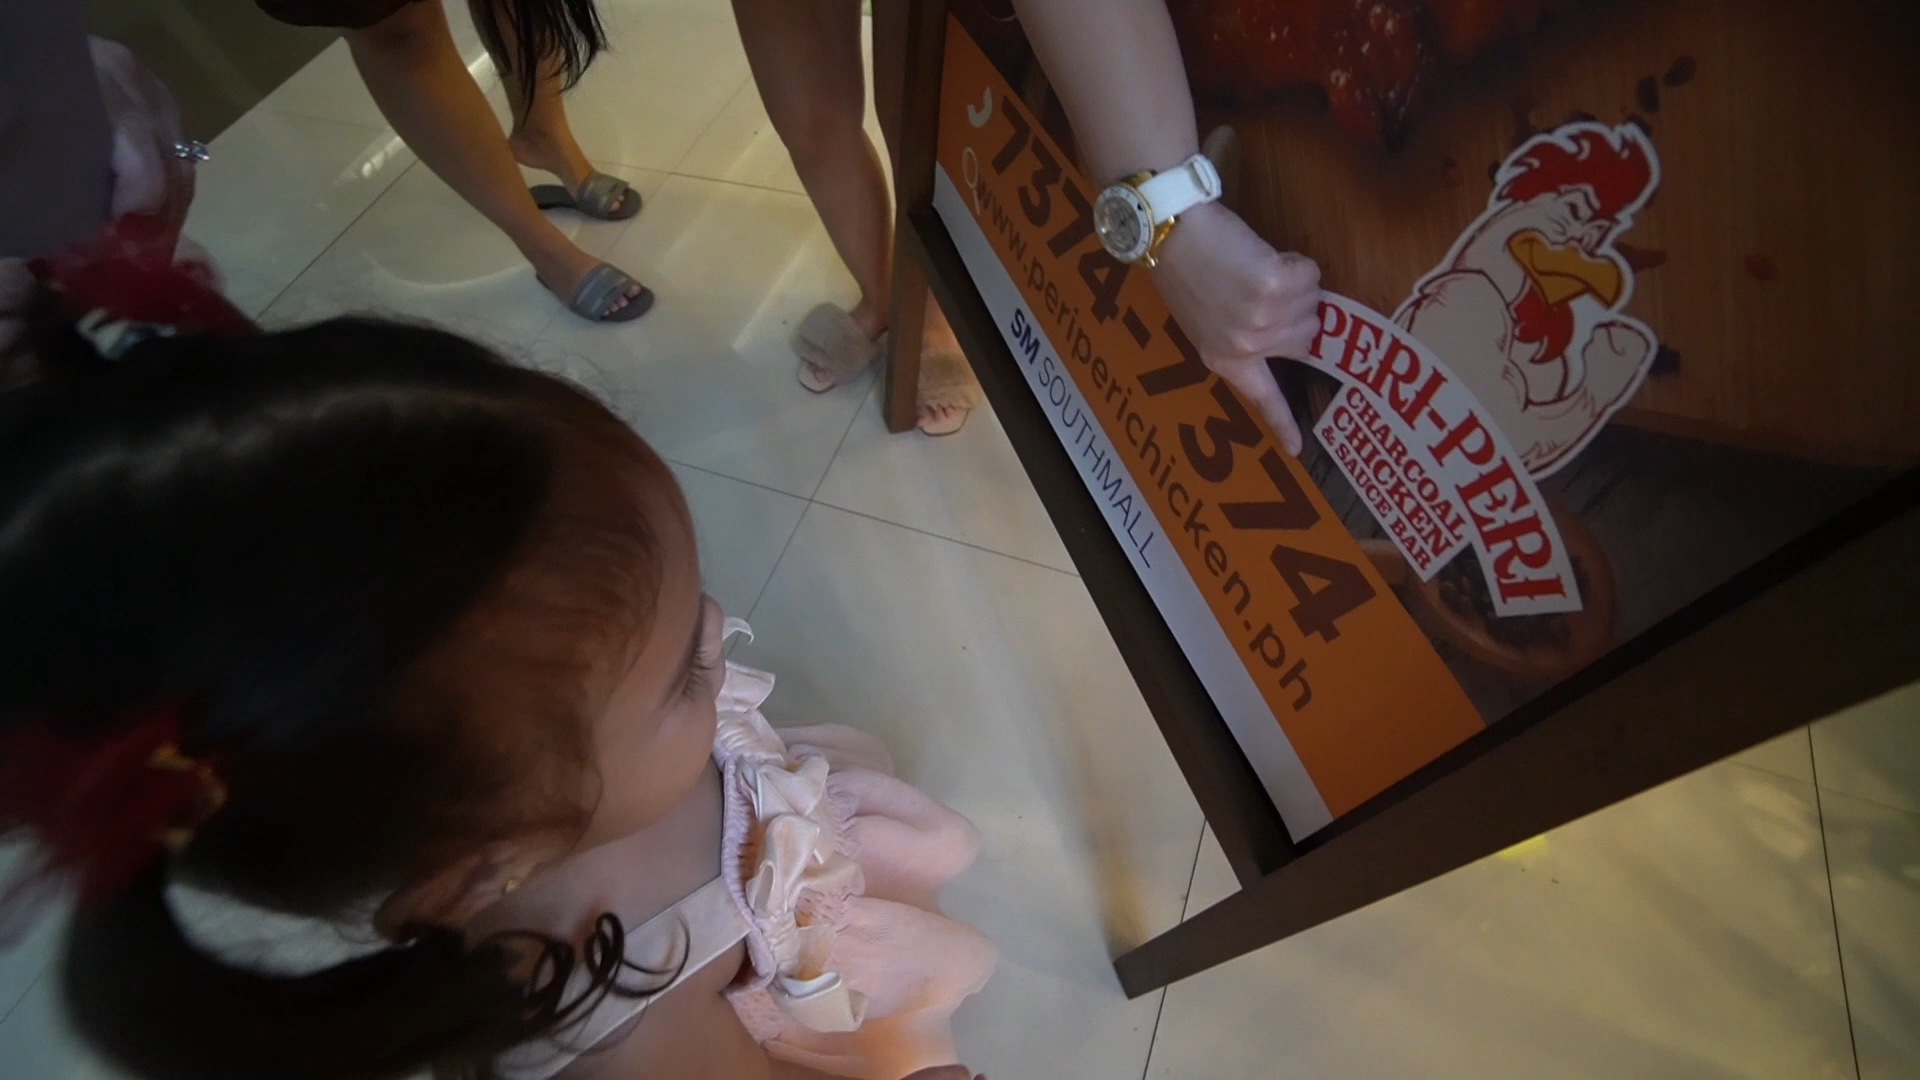 PERI-PERI
CHARCOAL
CHICKEN
& SAUCE BAR
7374-7374
www.periperichicken.ph
SM SOUTHMALL